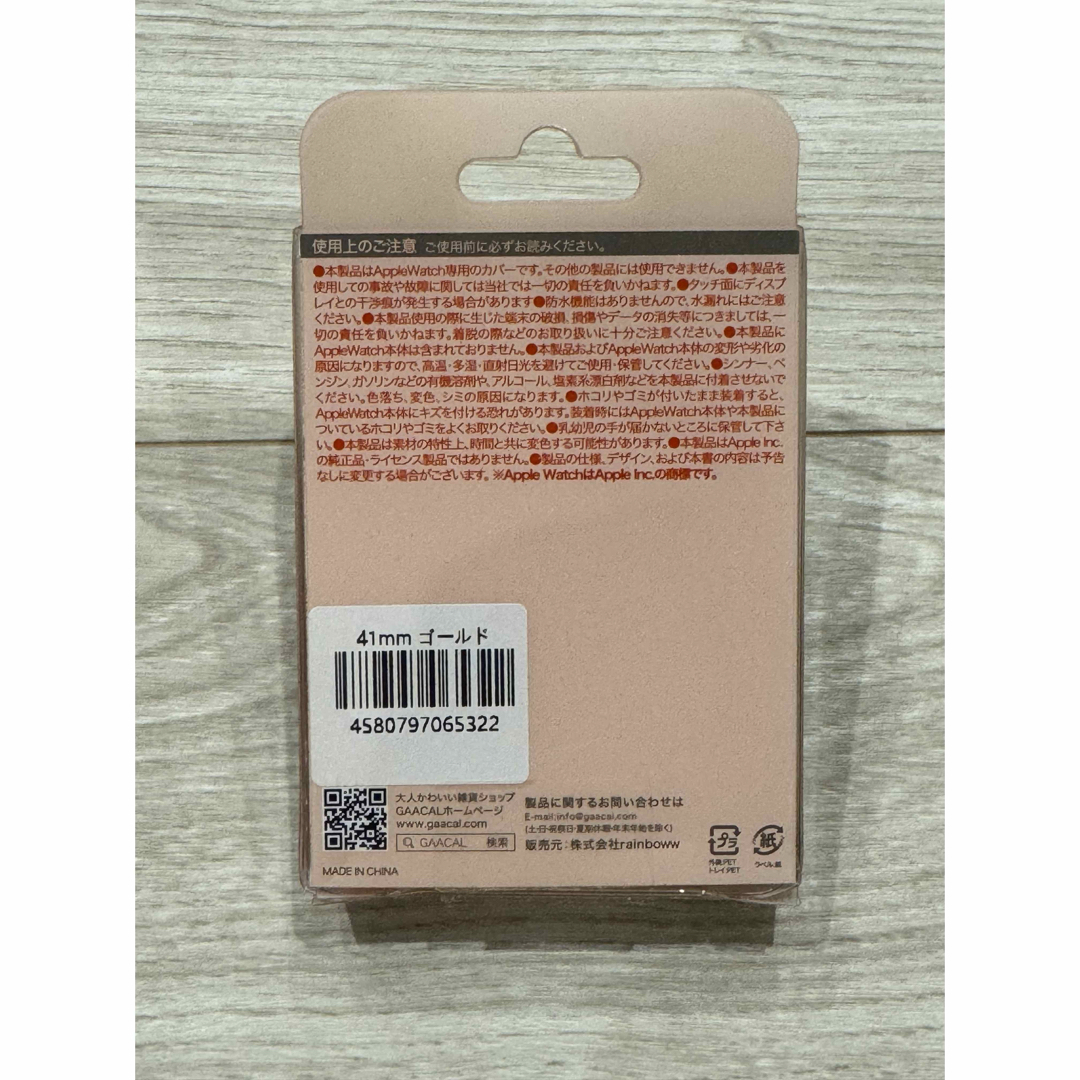 使用上のご注意 ご使用前に必ずお読みください。
●本製品はAppleWatch専用のカバーです。その他の製品には使用できません。●本製品を
使用しての事故や故障に関しては当社では一切の責任を負いかねます。●タッチ面にディスプ
レイとの干渉痕が発生する場合があります●防水機能はありませんので、水漏れにはご注意
ください。●本製品使用の際に生じた端末の破損、損傷やデータの消失等につきましては、一
切の責任を負いかねます。着脱の際などのお取り扱いに十分ご注意ください。●本製品に
AppleWatch本体は含まれておりません。●本製品およびAppleWatch本体の変形や劣化の
原因になりますので、高温・多湿・直射日光を避けてご使用・保管してください。●シンナー、ベ
ンジン、ガソリンなどの有機溶剤や、アルコール、塩素系漂白剤などを本製品に付着させないで
ください。色落ち、変色、シミの原因になります。●ホコリやゴミが付いたまま装着すると、
AppleWatch本体にキズを付ける恐れがあります。装着時にはAppleWatch本体や本製品に
ついているホコリやゴミをよくお取りください。●乳幼児の手が届かないところに保管して下さ
い。●本製品は素材の特性上、時間と共に変色する可能性があります。●本製品はApple Inc.
の純正品・ライセンス製品ではありません。●製品の仕様、デザイン、および本書の内容は予告
なしに変更する場合がございます。※Apple WatchはApple Inc.の商標です。
41mm ゴールド
4580797065322
大人かわいい雑貨ショップ
GAACALホームページ
www.gaacal.com
GAACAL 検索
製品に関するお問い合わせは
E-mail:info@gaacal.com
(土・日・祝祭日・夏期休暇・年末年始を除く)
販売元:株式会社rainboww
プラ
外袋:PET
トレイ:PET
紙
ラベル:紙
MADE IN CHINA